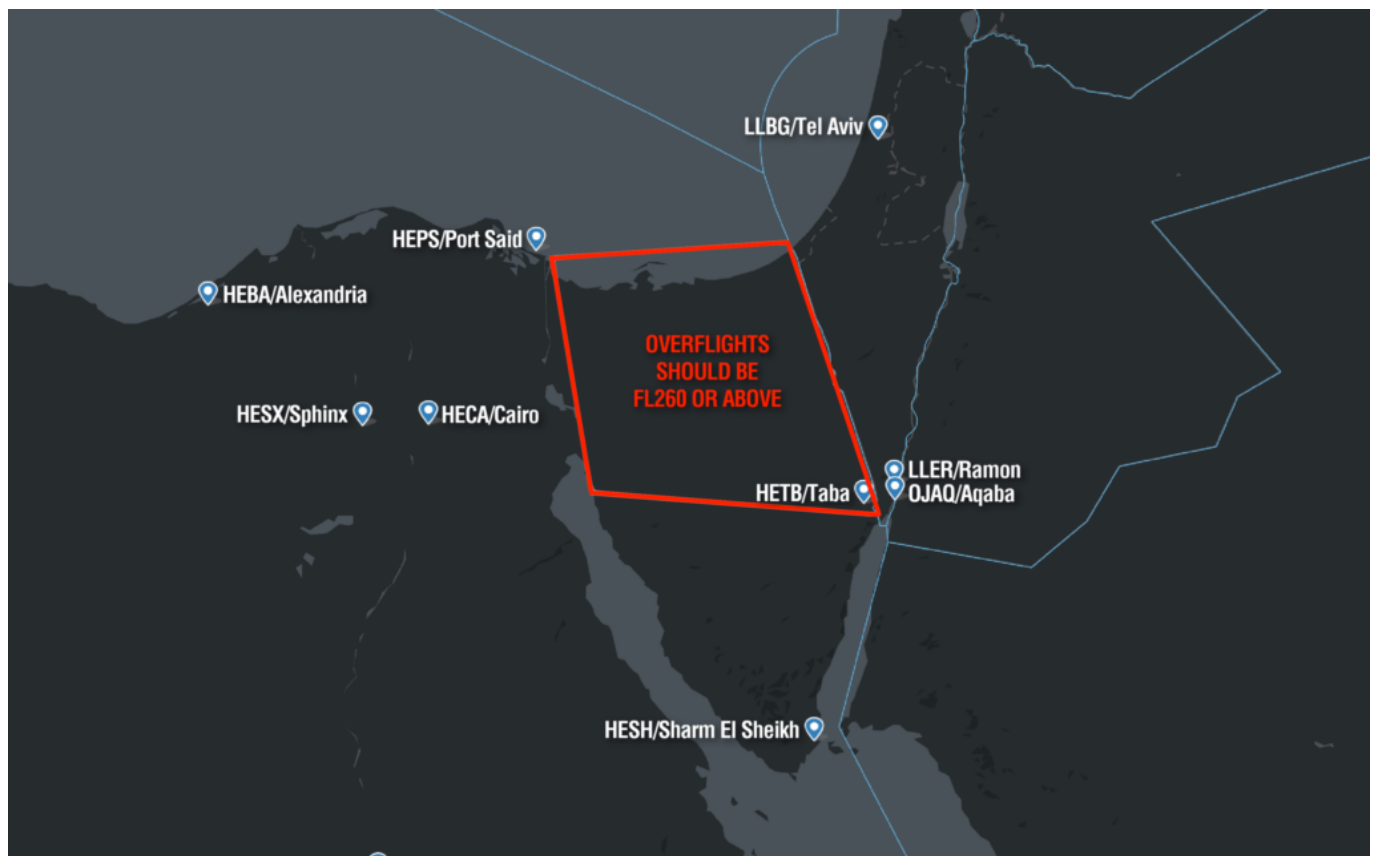 LLBG/Tel Aviv
HEPS/Port Said
HEBA/Alexandria
OVERFLIGHTS
SHOULD BE
FL260 OR ABOVE
HESX/Sphinx
HECA/Cairo
LLER/Ramon
HETB/Taba
OJAQ/Aqaba
HESH/Sharm El Sheikh